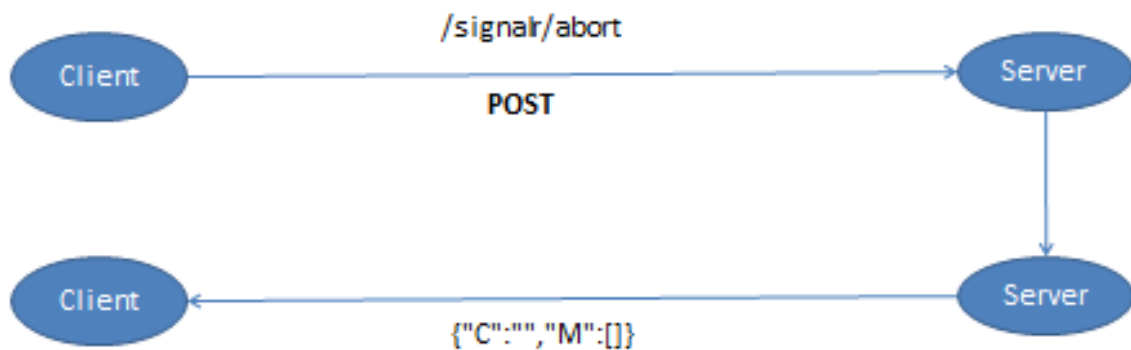 /signalr/abort
Client
Server
POST
Client
Server
{"C":"","M":[]}